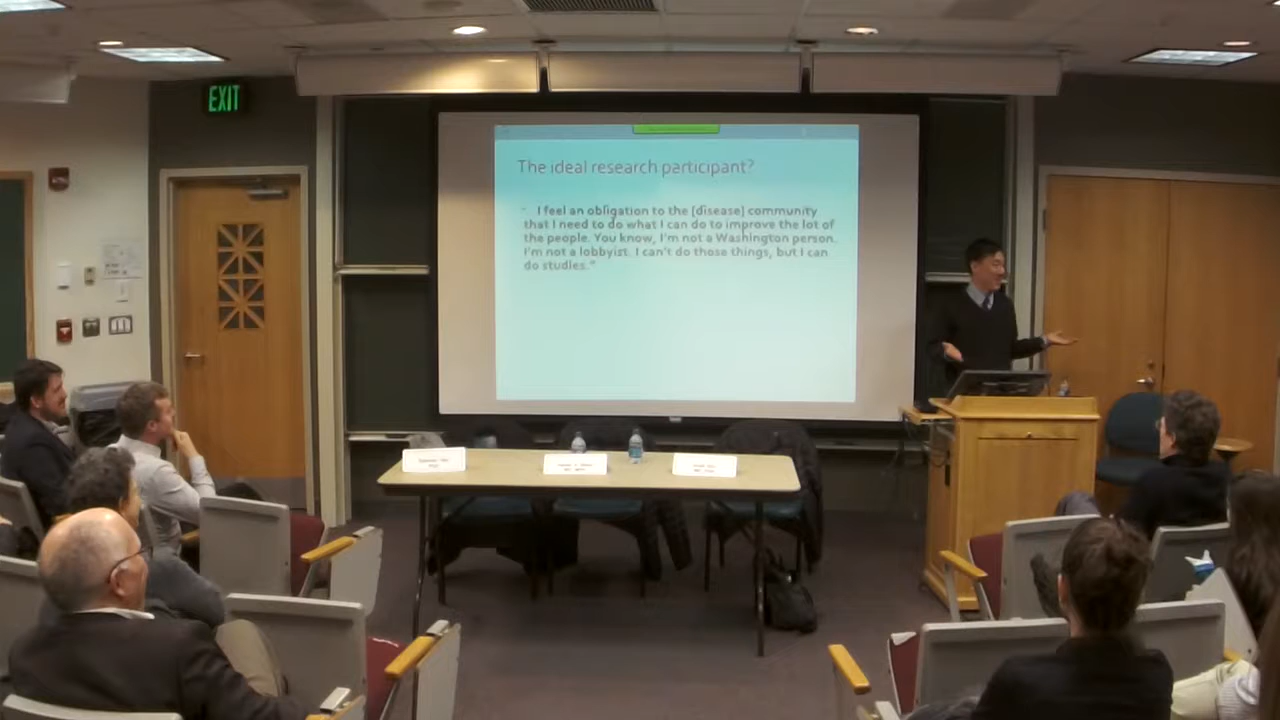 EXIT
The ideal research participant?
" I feel an obligation to the [disease] community
that I need to do what I can do to improve the lot of
the people. You know, I'm not a Washington person.
I'm not a lobbyist. I can't do those things, but I can
do studies."